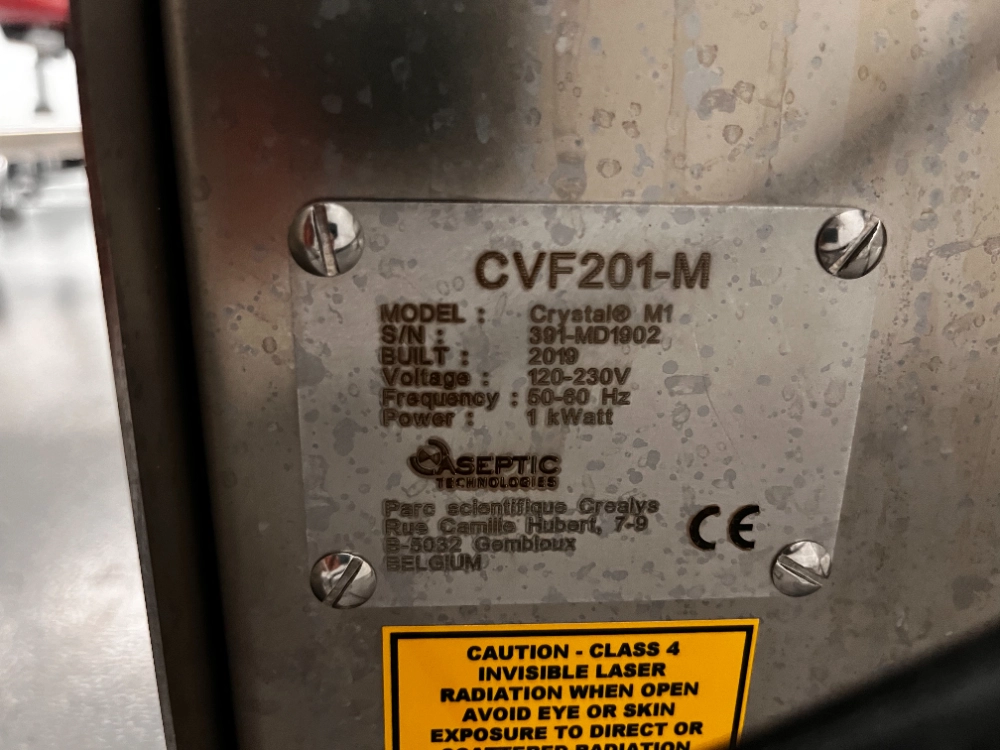 CVF201-M
MODEL : Crystal® M1
S/N : 391-MD1902
BUILT : 2019
Voltage : 120-230V
Frequency : 50-60 Hz
Power : 1 kWatt
ASEPTIC
TECHNOLOGIES
Parc scientifique Crealys
Rue Camille Hubert, 7-9
B-5032 Gembloux
BELGIUM
CE
CAUTION - CLASS 4
INVISIBLE LASER
RADIATION WHEN OPEN
AVOID EYE OR SKIN
EXPOSURE TO DIRECT OR
SCATTERED RADIATION